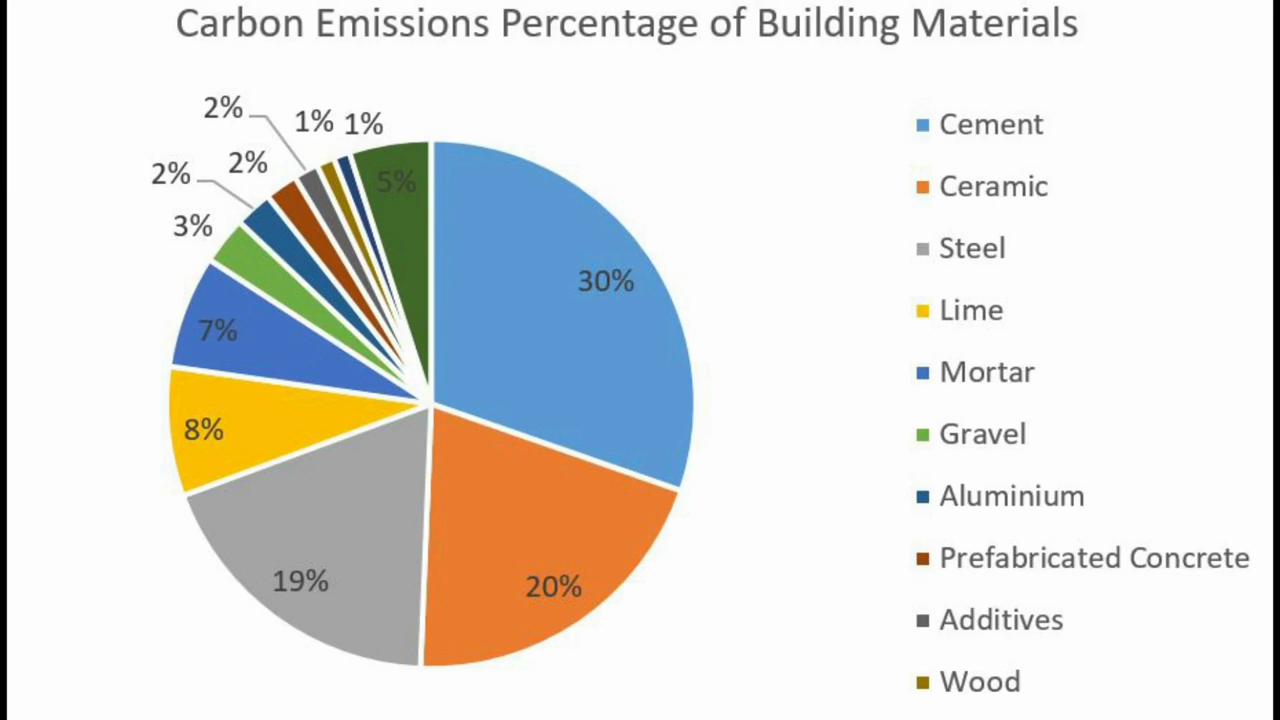 Carbon Emissions Percentage of Building Materials
2%
1% 1%
2%
2%
3%
5%
30%
7%
8%
19%
20%
Cement
Ceramic
Steel
Lime
Mortar
Gravel
Aluminium
Prefabricated Concrete
Additives
Wood